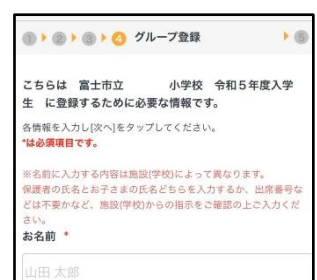 1 ▶ 2 ▶ 3 ▶ 4 グループ登録 ▶ 5
こちらは 富士市立 小学校 令和5年度入学
生 に登録するために必要な情報です。
各情報を入力し[次へ]をタップしてください。
*は必須項目です。
※名前に入力する内容は施設(学校)によって異なります。
保護者の氏名とお子さまの氏名どちらを入力するか、出席番号な
どは不要かなど、施設(学校)からの指示をご確認の上ご入力くだ
さい。
お名前 *
山田 太郎